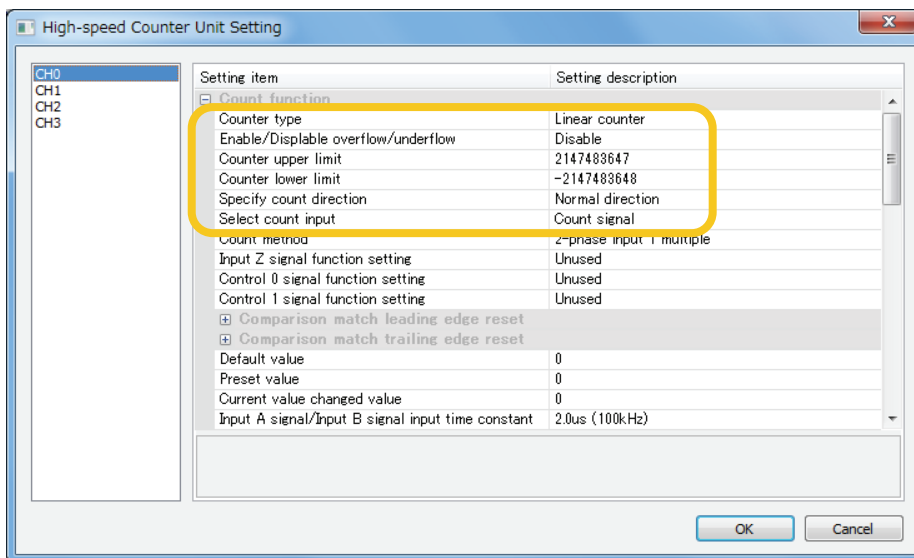 High-speed Counter Unit Setting
CH0
CH1
CH2
CH3
Setting item Setting description
Count function
Counter type Linear counter
Enable/Displable overflow/underflow Disable
Counter upper limit 2147483647
Counter lower limit -2147483648
Specify count direction Normal direction
Select count input Count signal
Count method 2-phase input 1 multiple
Input Z signal function setting Unused
Control 0 signal function setting Unused
Control 1 signal function setting Unused
Comparison match leading edge reset
Comparison match trailing edge reset
Default value 0
Preset value 0
Current value changed value 0
Input A signal/Input B signal input time constant 2.0us (100kHz)
OK Cancel